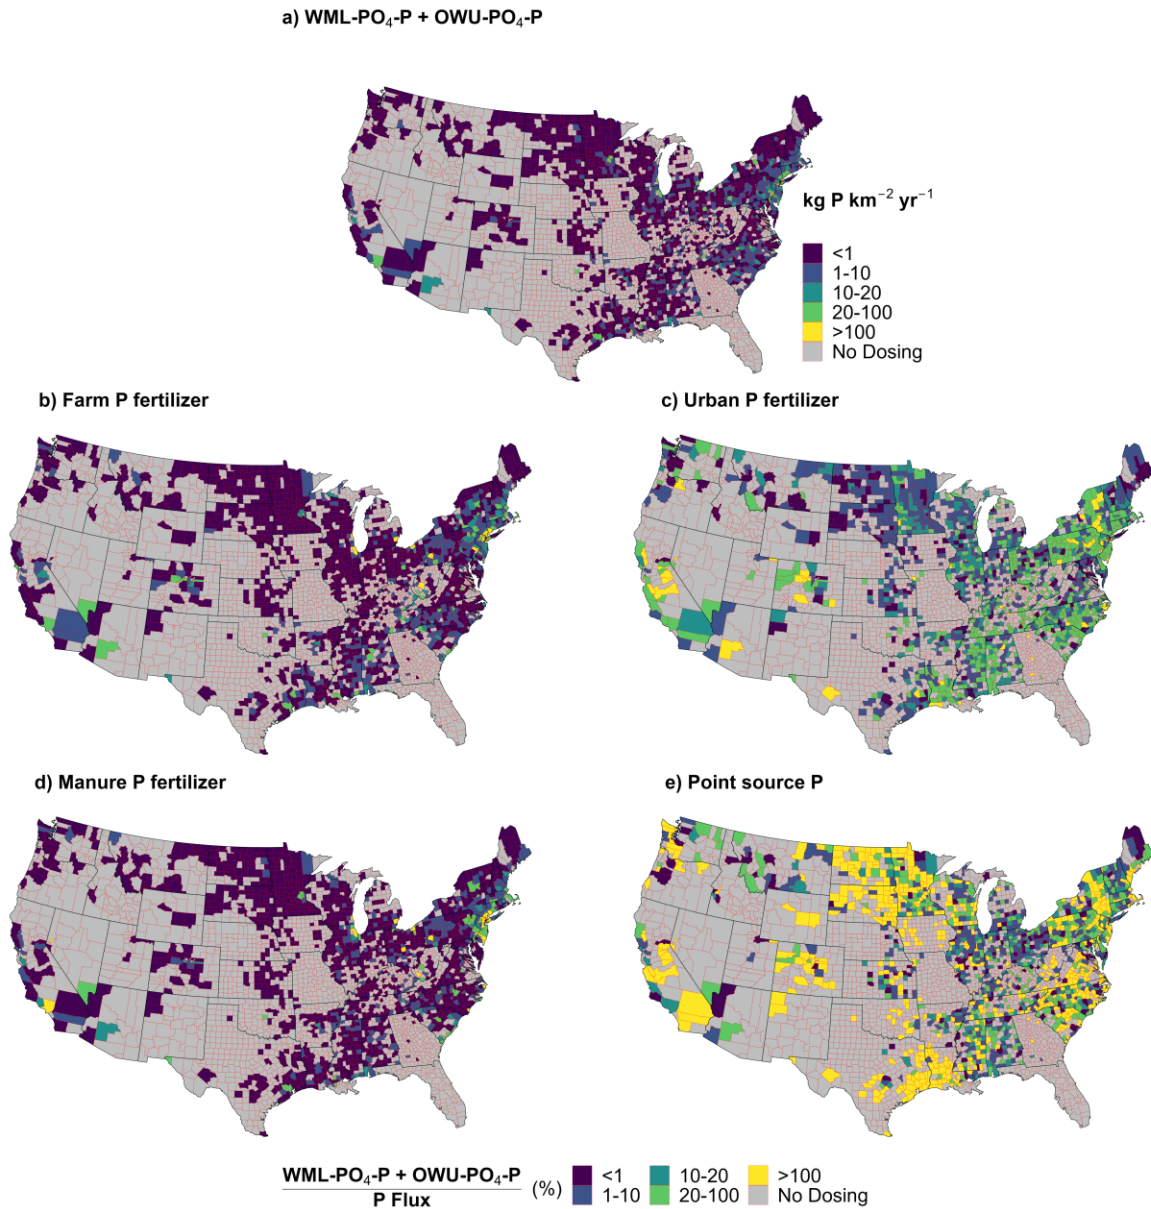 a) WML-PO₄-P + OWU-PO₄-P
kg P km⁻² yr⁻¹
<1
1-10
10-20
20-100
>100
No Dosing
b) Farm P fertilizer
c) Urban P fertilizer
d) Manure P fertilizer
e) Point source P
WML-PO₄-P + OWU-PO₄-P
P Flux
(%)
<1
10-20
>100
1-10
20-100
No Dosing